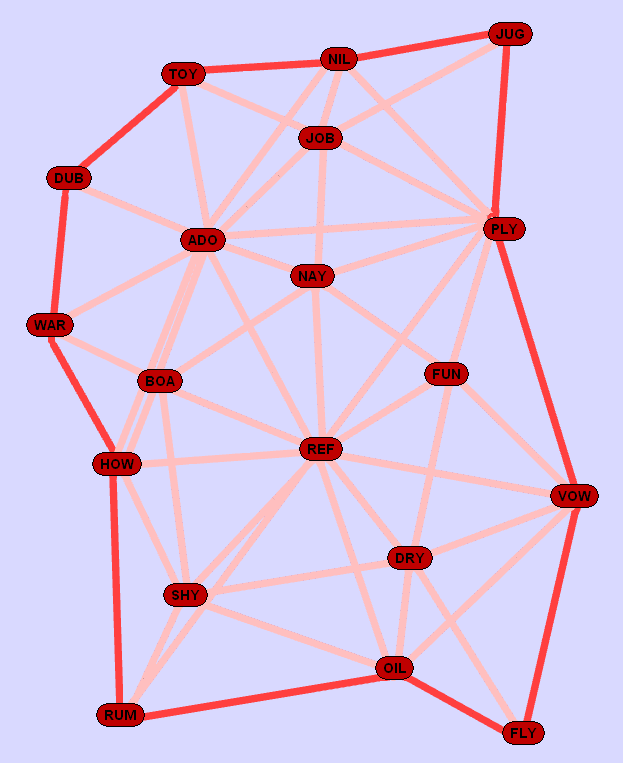 JUG
NIL
TOY
JOB
DUB
PLY
ADO
NAY
WAR
FUN
BOA
REF
HOW
VOW
DRY
SHY
OIL
RUM
FLY